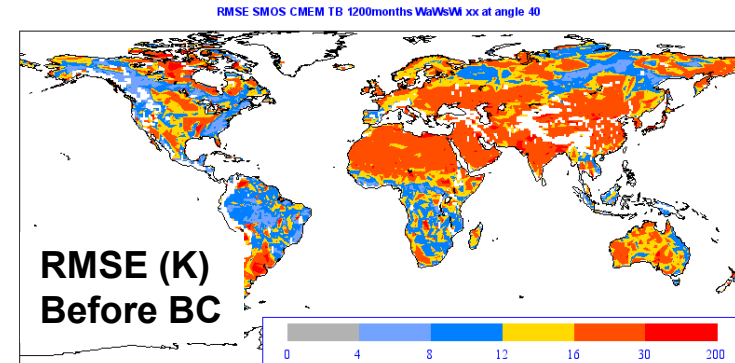 RMSE SMOS CMEM TB 1200months WaWsWi xx at angle 40
RMSE (K)
Before BC
0 4 8 12 16 30 200